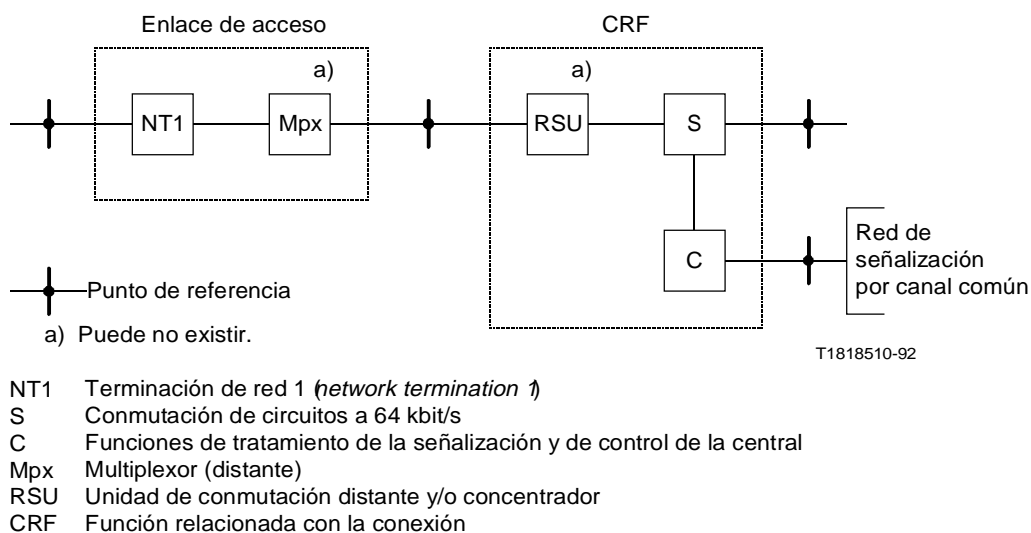 Enlace de acceso
CRF
a)
a)
NT1
Mpx
RSU
S
C
Red de
señalización
por canal común
Punto de referencia
a) Puede no existir.
T1818510-92
NT1 Terminación de red 1 (network termination 1)
S Conmutación de circuitos a 64 kbit/s
C Funciones de tratamiento de la señalización y de control de la central
Mpx Multiplexor (distante)
RSU Unidad de conmutación distante y/o concentrador
CRF Función relacionada con la conexión